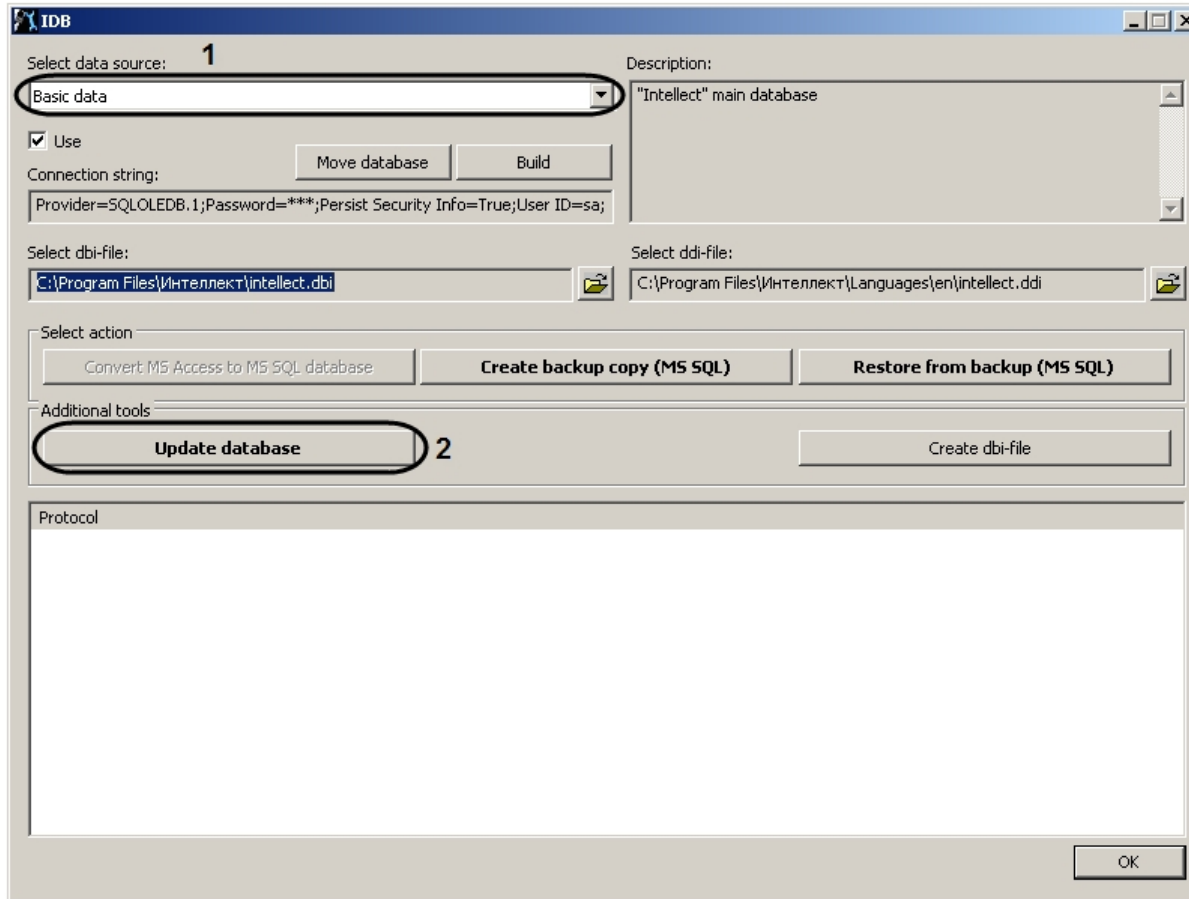 IDB
Select data source:
1
Description:
Basic data
"Intellect" main database
Use
Move database
Build
Connection string:
Provider=SQLOLEDB.1;Password=***;Persist Security Info=True;User ID=sa;
Select dbi-file:
Select ddi-file:
C:\Program Files\Интеллект\intellect.dbi
C:\Program Files\Интеллект\Languages\en\intellect.ddi
Select action
Convert MS Access to MS SQL database
Create backup copy (MS SQL)
Restore from backup (MS SQL)
Additional tools
Update database
2
Create dbi-file
Protocol
OK